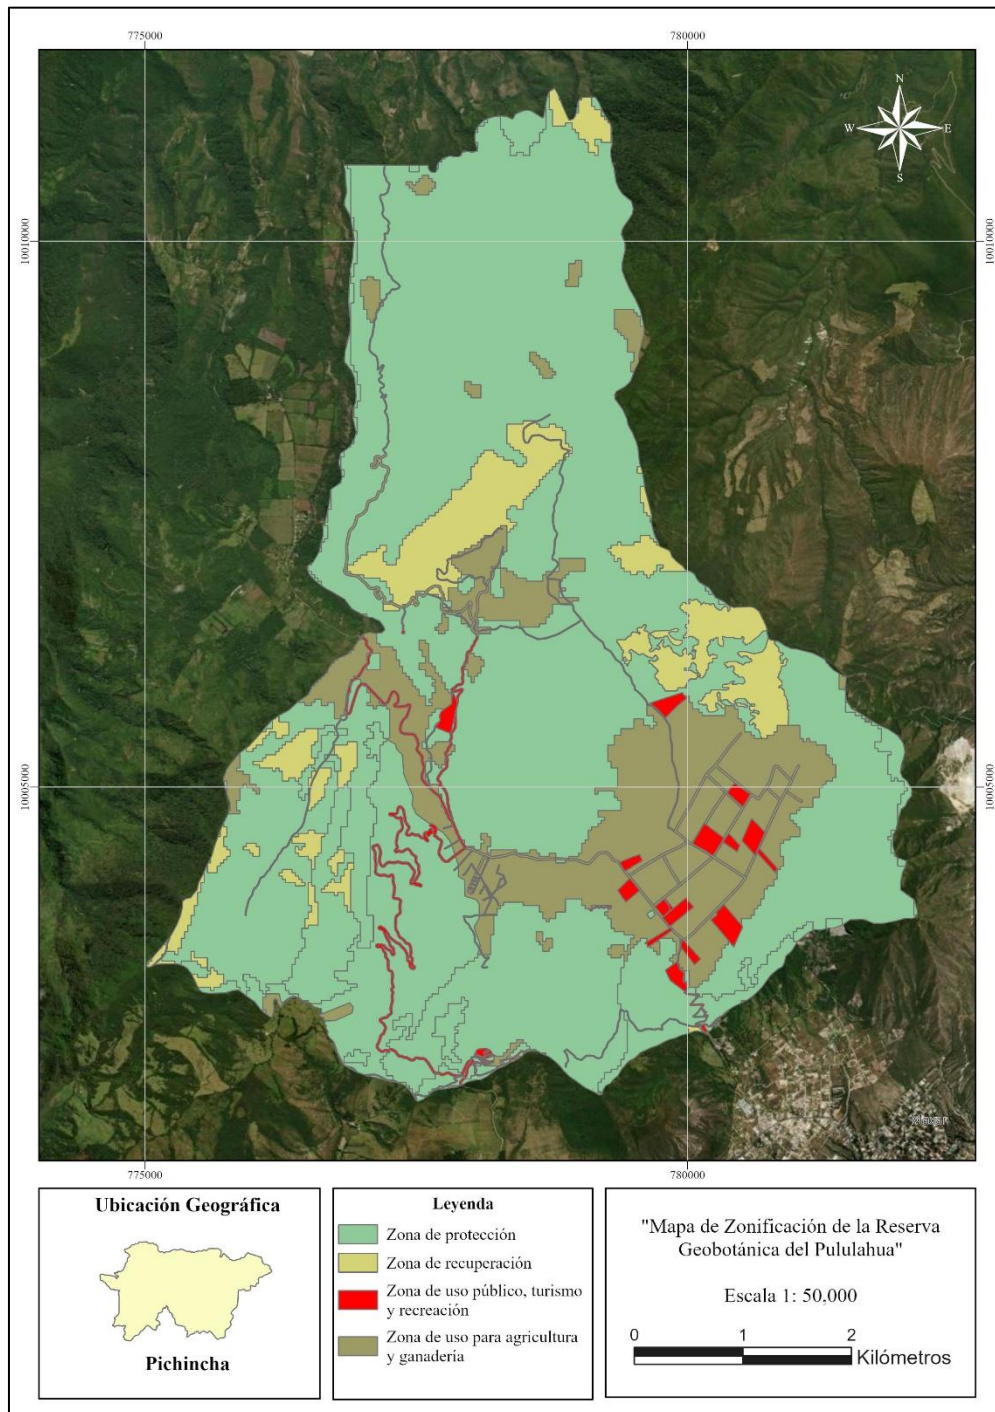 775000
780000
N
W
E
S
10010000
10010000
10005000
10005000
Maxar
775000
780000
Ubicación Geográfica
Pichincha
Leyenda
Zona de protección
Zona de recuperación
Zona de uso público, turismo
y recreación
Zona de uso para agricultura
y ganadería
"Mapa de Zonificación de la Reserva
Geobotánica del Pululahua"
Escala 1: 50,000
0
1
2
Kilómetros